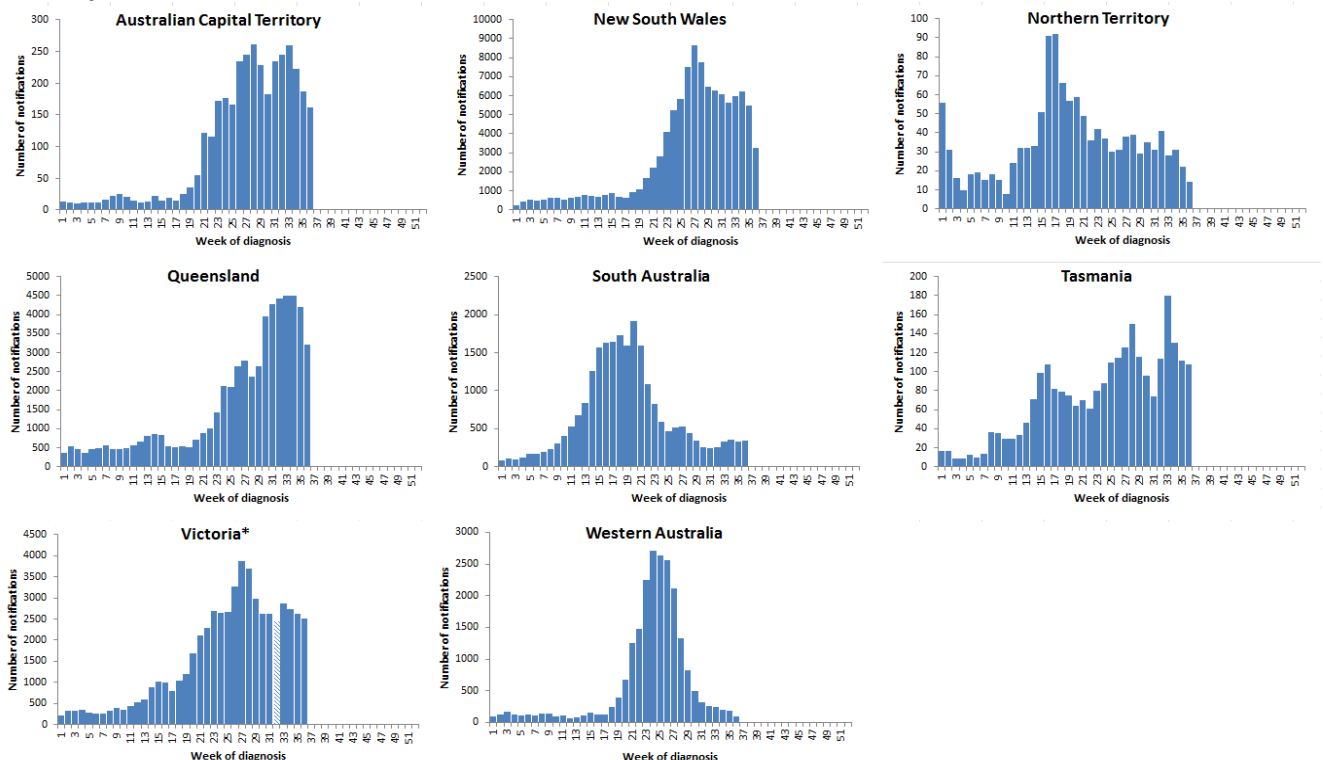 Australian Capital Territory
Number of notifications
300
250
200
150
100
50
0
1 3 5 7 9 11 13 15 17 19 21 23 25 27 29 31 33 35 37 39 41 43 45 47 49 51
Week of diagnosis
New South Wales
Number of notifications
10000
9000
8000
7000
6000
5000
4000
3000
2000
1000
0
1 3 5 7 9 11 13 15 17 19 21 23 25 27 29 31 33 35 37 39 41 43 45 47 49 51
Week of diagnosis
Northern Territory
Number of notifications
100
90
80
70
60
50
40
30
20
10
0
1 3 5 7 9 11 13 15 17 19 21 23 25 27 29 31 33 35 37 39 41 43 45 47 49 51
Week of diagnosis
Queensland
Number of notifications
5000
4500
4000
3500
3000
2500
2000
1500
1000
500
0
1 3 5 7 9 11 13 15 17 19 21 23 25 27 29 31 33 35 37 39 41 43 45 47 49 51
Week of diagnosis
South Australia
Number of notifications
2500
2000
1500
1000
500
0
1 3 5 7 9 11 13 15 17 19 21 23 25 27 29 31 33 35 37 39 41 43 45 47 49 51
Week of diagnosis
Tasmania
Number of notifications
200
180
160
140
120
100
80
60
40
20
0
1 3 5 7 9 11 13 15 17 19 21 23 25 27 29 31 33 35 37 39 41 43 45 47 49 51
Week of diagnosis
Victoria*
Number of notifications
4500
4000
3500
3000
2500
2000
1500
1000
500
0
1 3 5 7 9 11 13 15 17 19 21 23 25 27 29 31 33 35 37 39 41 43 45 47 49 51
Week of diagnosis
Western Australia
Number of notifications
3000
2500
2000
1500
1000
500
0
1 3 5 7 9 11 13 15 17 19 21 23 25 27 29 31 33 35 37 39 41 43 45 47 49 51
Week of diagnosis